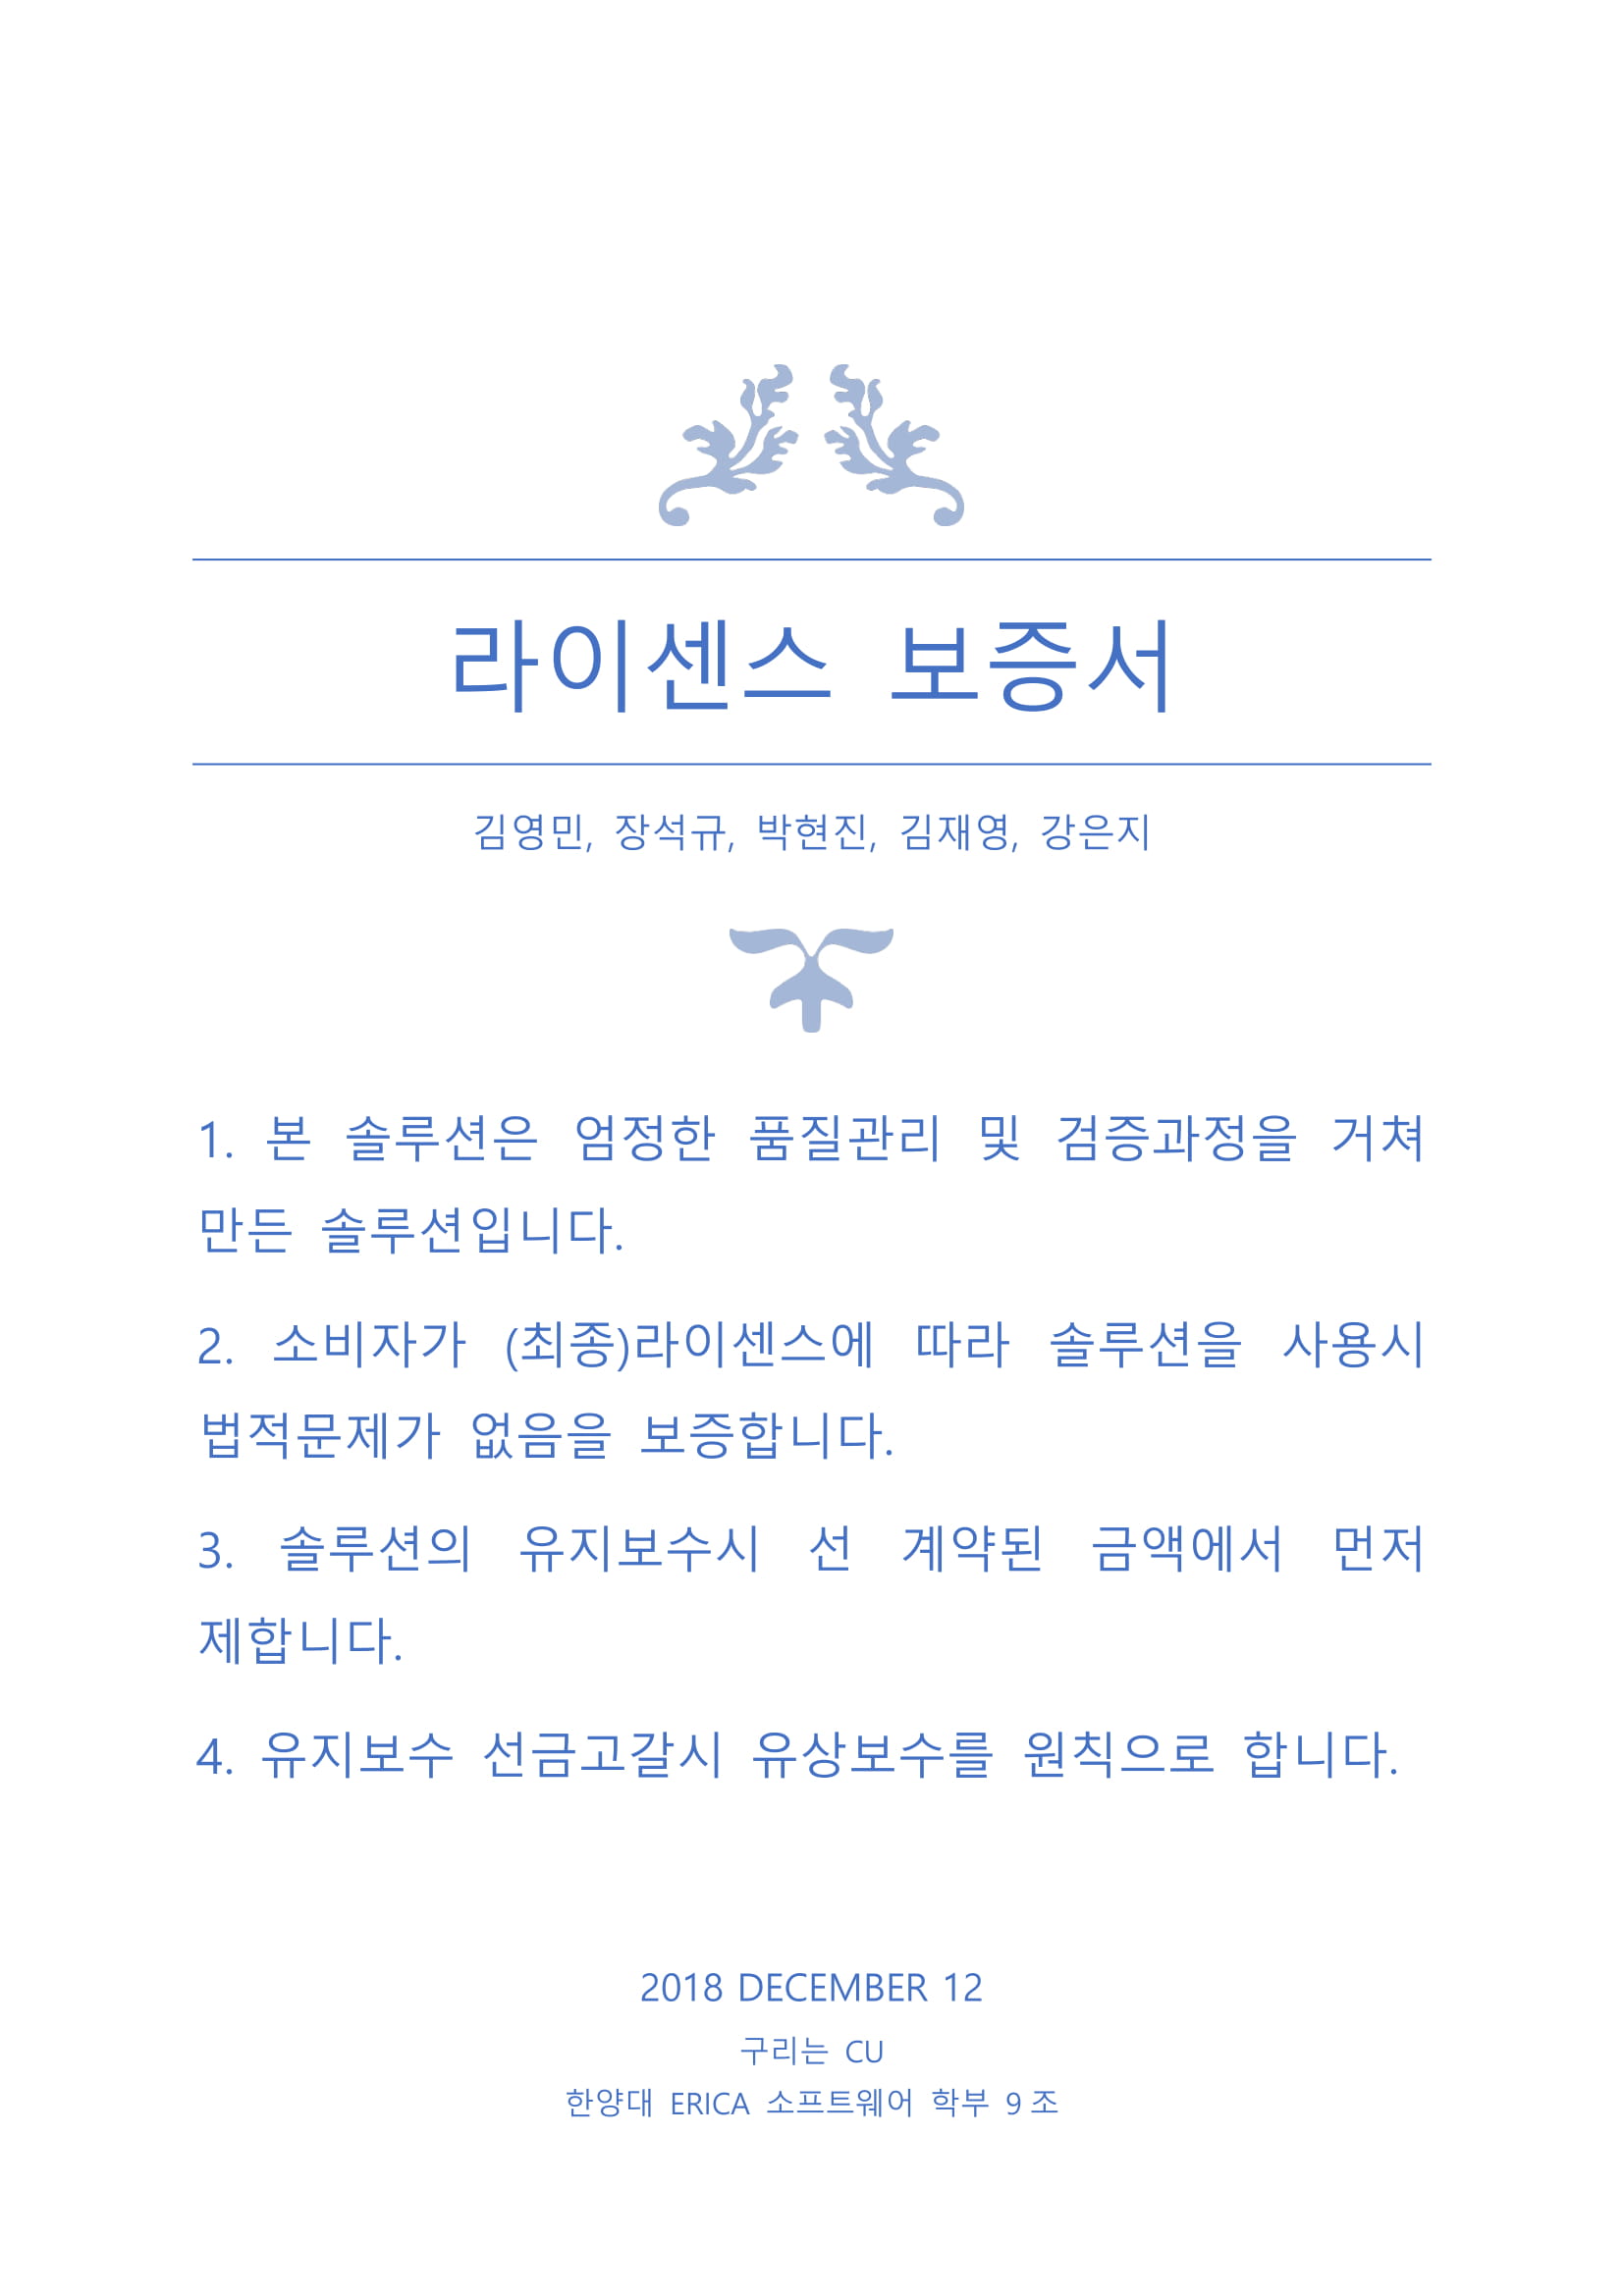 라이센스 보증서
김영민, 장석규, 박현진, 김재영, 강은지
1. 본 솔루션은 엄정한 품질관리 및 검증과정을 거쳐
만든 솔루션입니다.
2. 소비자가 (최종)라이센스에 따라 솔루션을 사용시
법적문제가 없음을 보증합니다.
3. 솔루션의 유지보수시 선 계약된 금액에서 먼저
제합니다.
4. 유지보수 선금고갈시 유상보수를 원칙으로 합니다.
2018 DECEMBER 12
구리는 CU
한양대 ERICA 소프트웨어 학부 9조